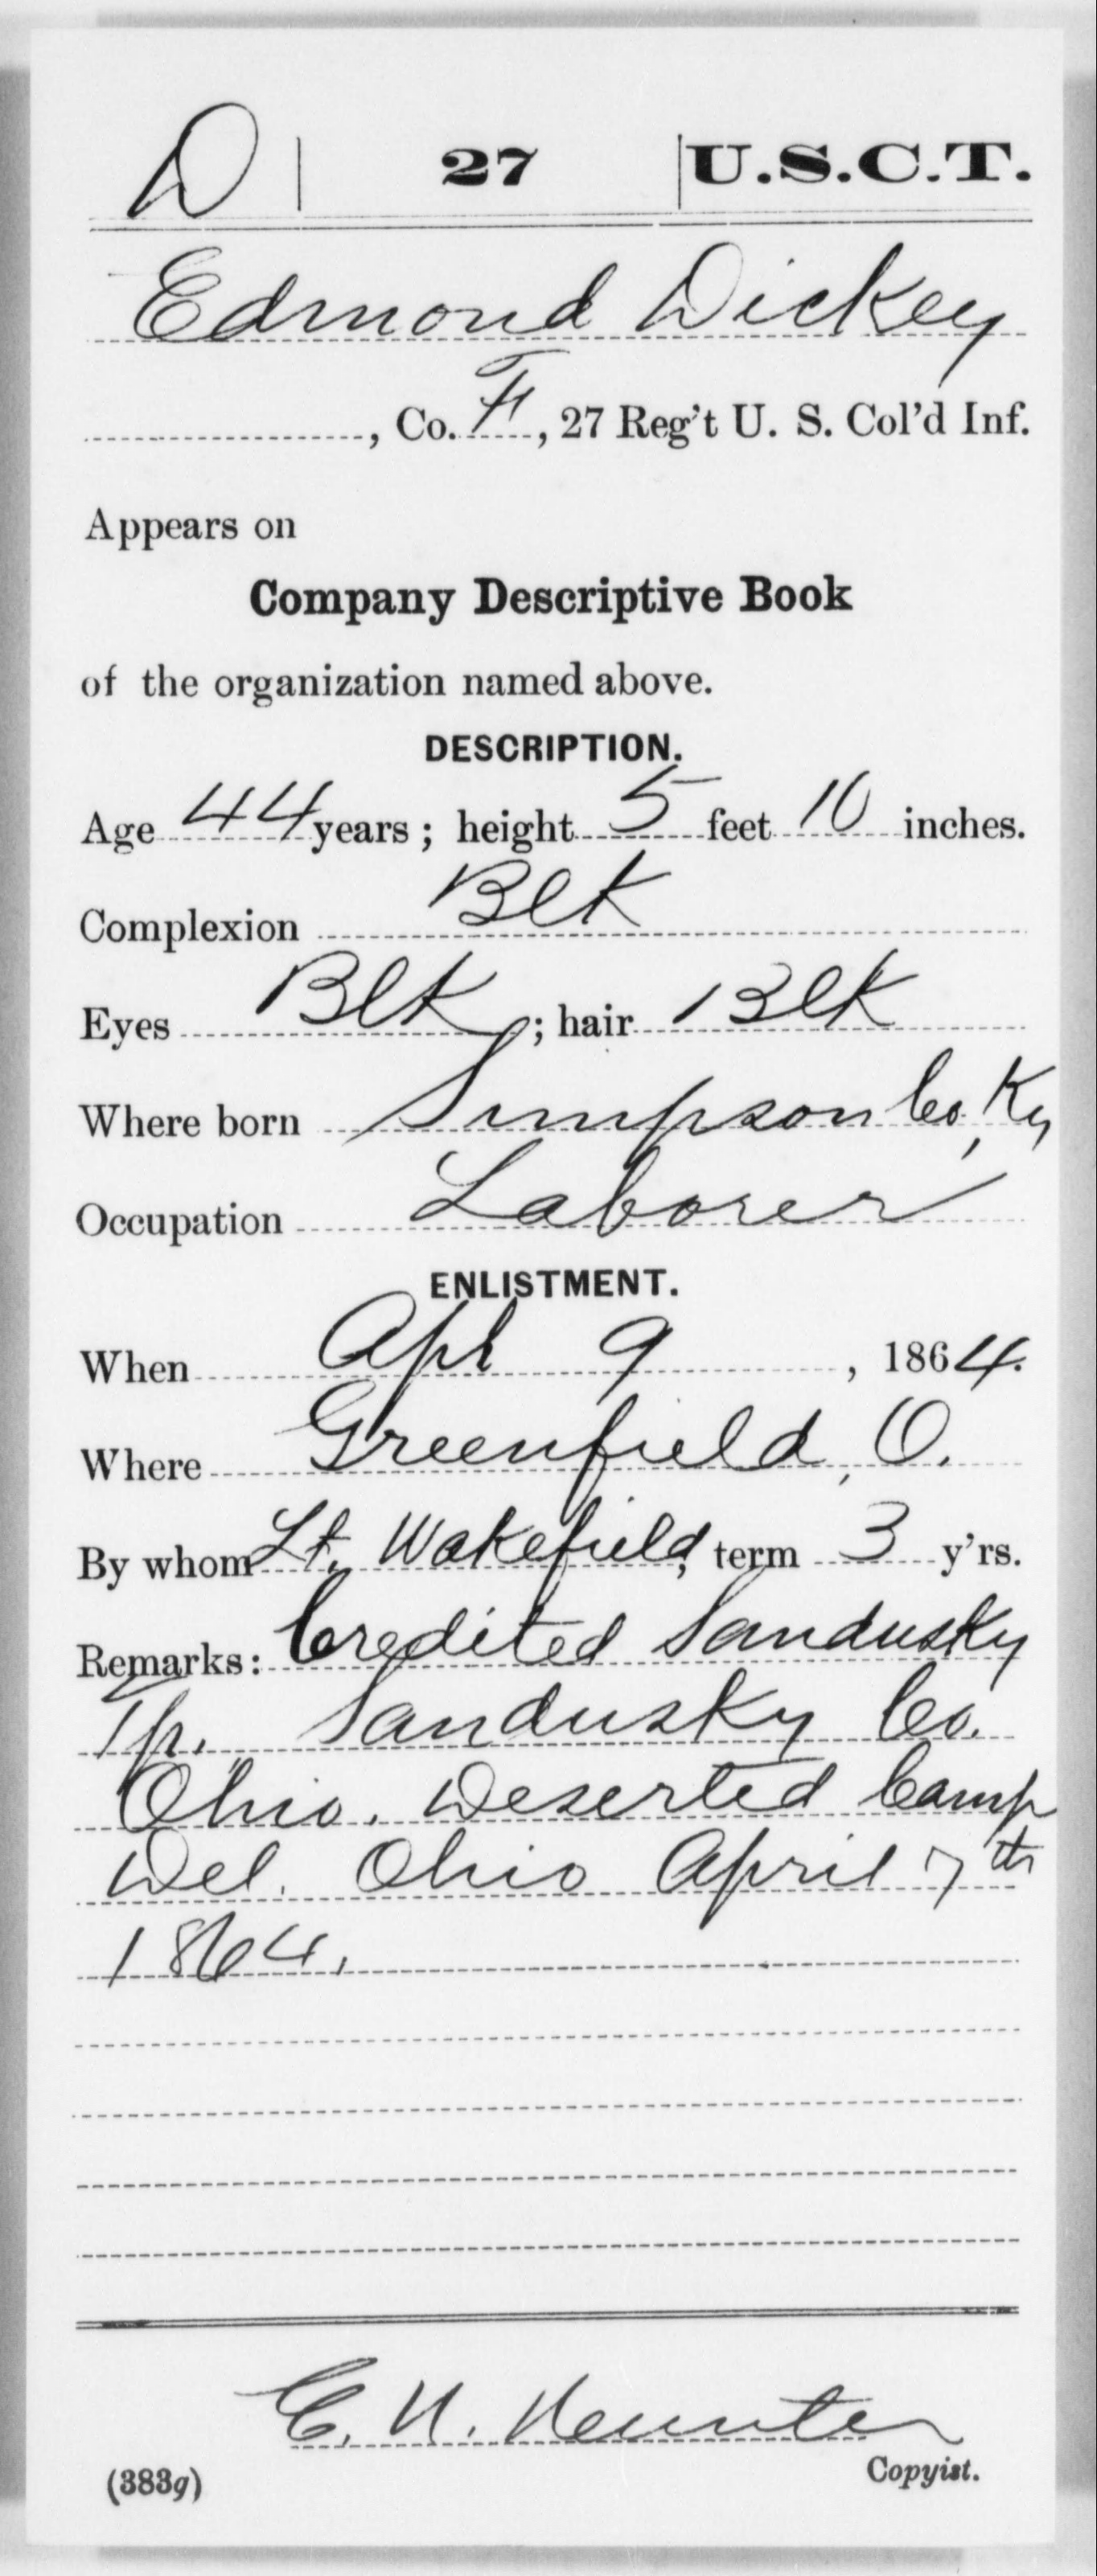 D | 27 | U.S.C.T.
Edmond Dickey
, Co. F, 27 Reg't U. S. Col'd Inf.
Appears on
Company Descriptive Book
of the organization named above.
DESCRIPTION.
Age 44 years; height 5 feet 10 inches.
Complexion Blk
Eyes Blk; hair Blk
Where born Simpson Co, Ky
Occupation Laborer
ENLISTMENT.
When Apl 9, 1864.
Where Greenfield, O.
By whom Lt. Wakefield; term 3 y'rs.
Remarks: Credited Sandusky
Tp. Sandusky Co.
Ohio. Deserted Camp
Del. Ohio April 7th
1864.
C. N.
(383g) Copyist.